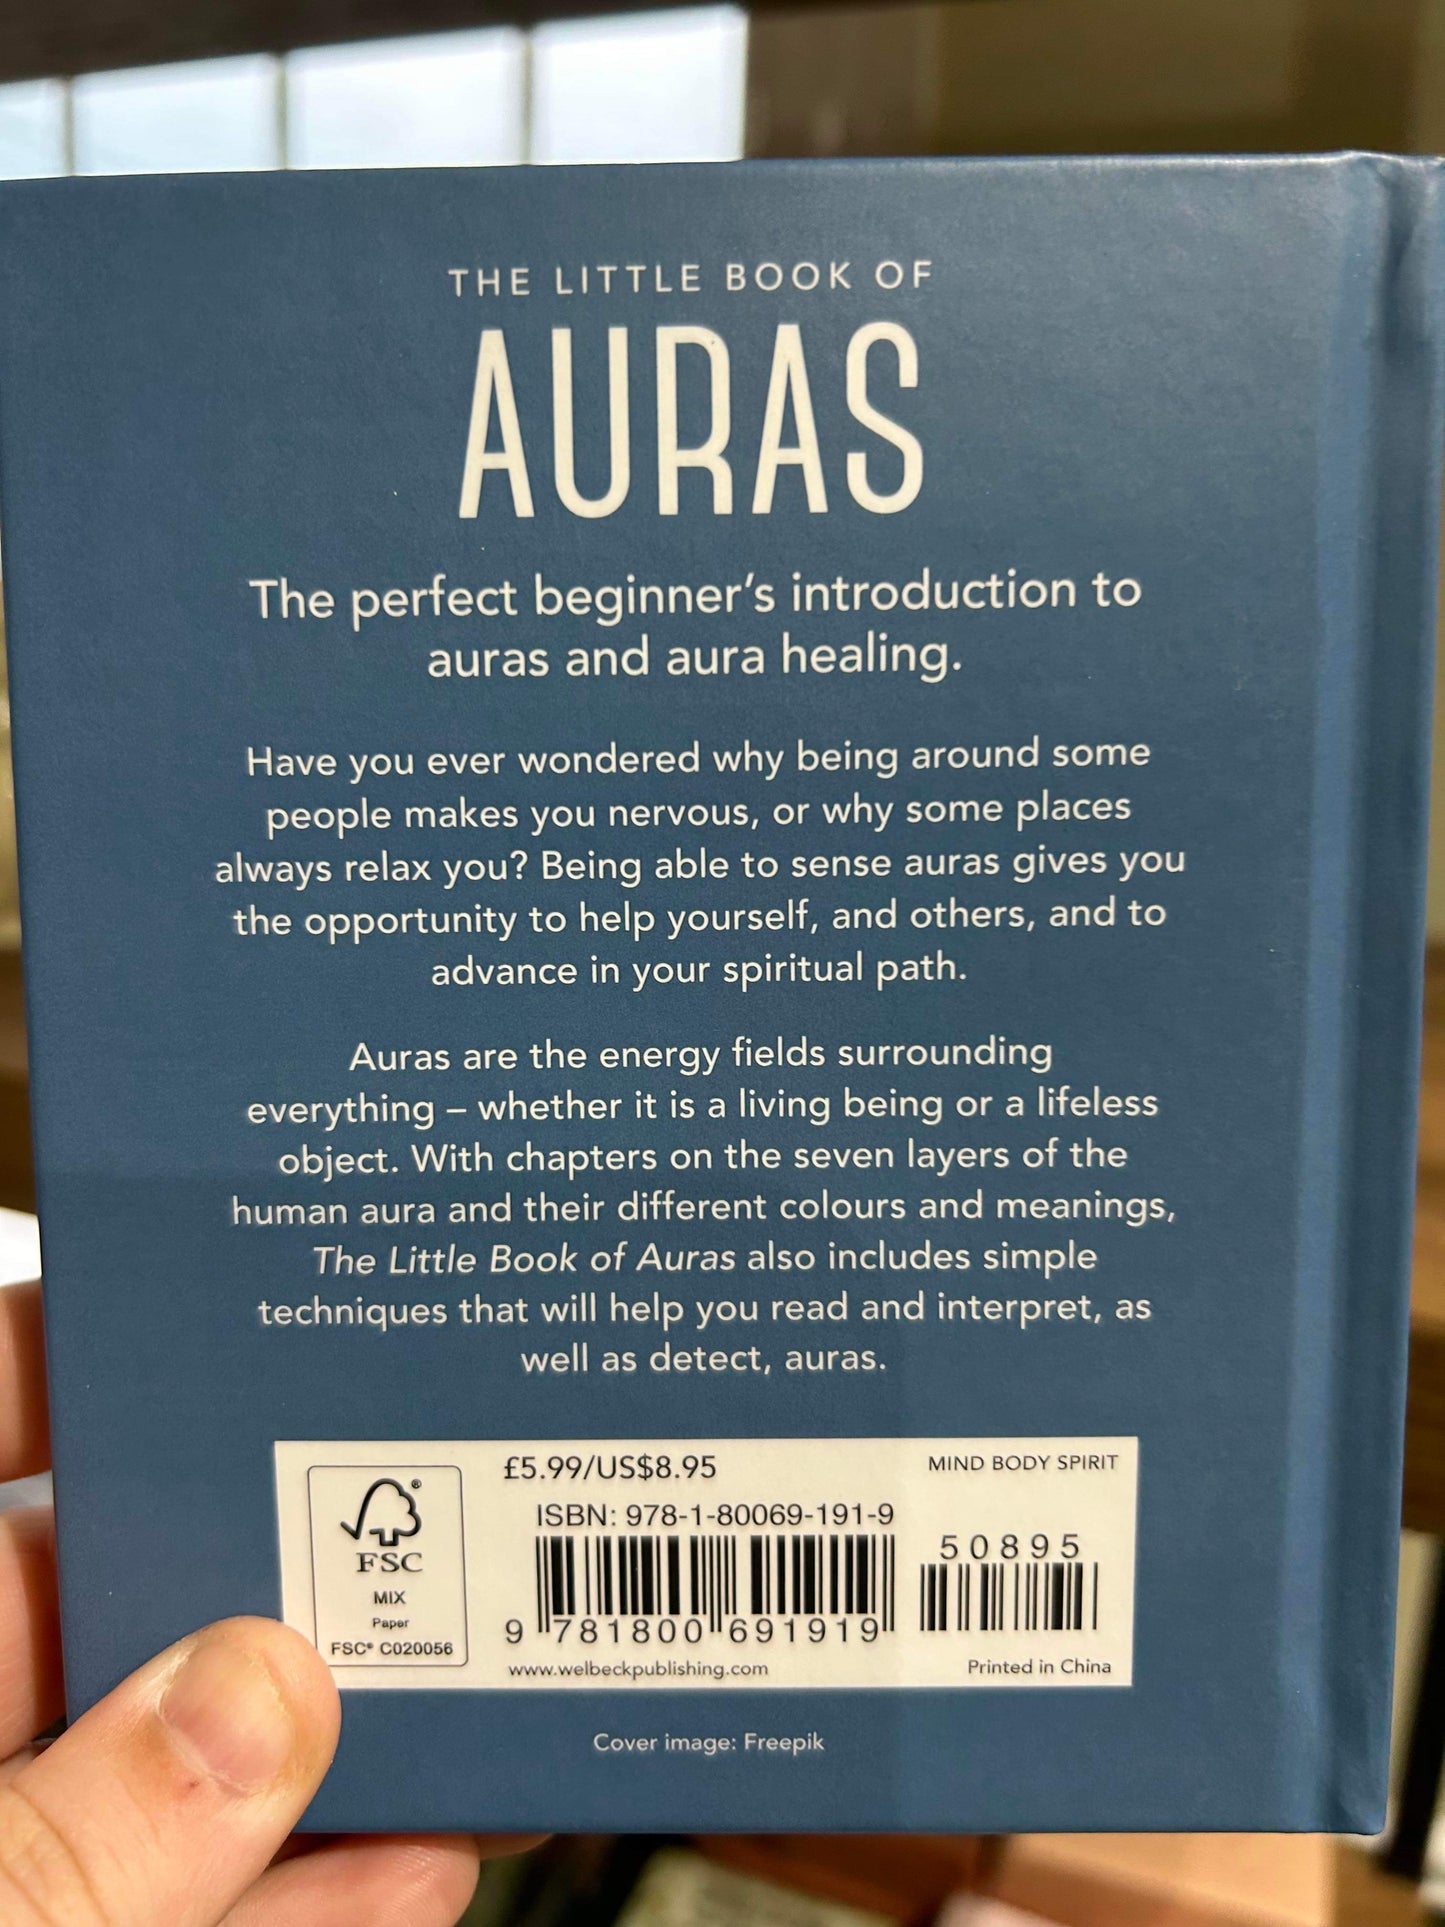 THE LITTLE BOOK OF
AURAS
The perfect beginner's introduction to
auras and aura healing.
Have you ever wondered why being around some
people makes you nervous, or why some places
always relax you? Being able to sense auras gives you
the opportunity to help yourself, and others, and to
advance in your spiritual path.
Auras are the energy fields surrounding
everything – whether it is a living being or a lifeless
object. With chapters on the seven layers of the
human aura and their different colours and meanings,
The Little Book of Auras also includes simple
techniques that will help you read and interpret, as
well as detect, auras.
£5.99/US$8.95
MIND BODY SPIRIT
ISBN: 978-1-80069-191-9
50895
9 781800 691919
www.welbeckpublishing.com
Printed in China
®
FSC
MIX
Paper
FSC® C020056
Cover image: Freepik